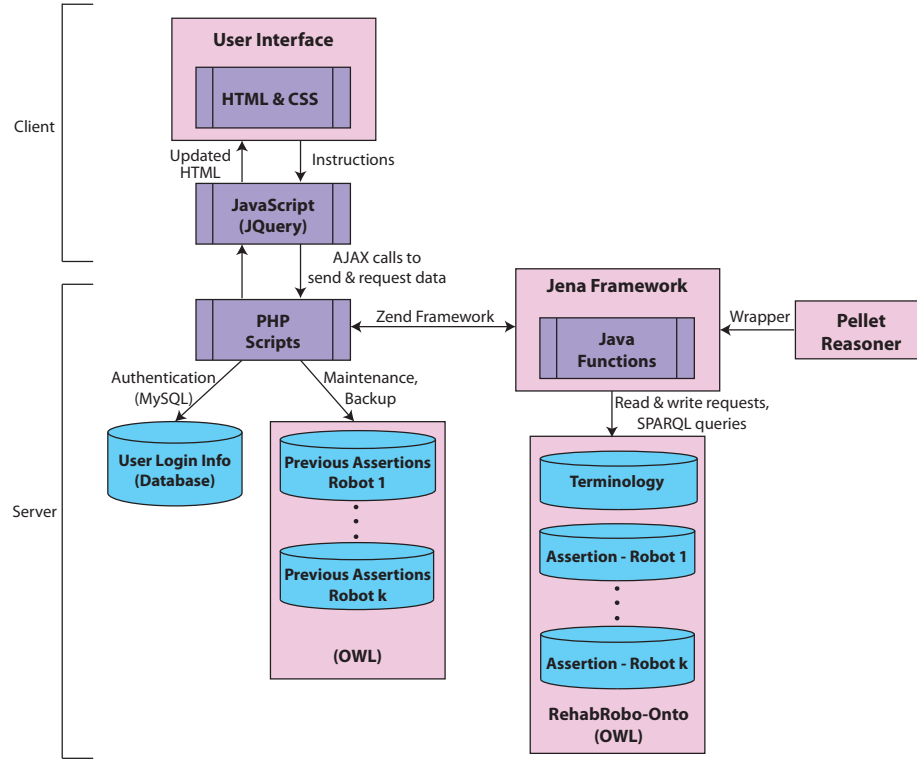 User Interface
HTML & CSS
Client
Updated
HTML
Instructions
JavaScript
(JQuery)
AJAX calls to
send & request data
Jena Framework
PHP
Scripts
Zend Framework
Java
Functions
Wrapper
Pellet
Reasoner
Authentication
(MySQL)
Maintenance,
Backup
Read & write requests,
SPARQL queries
User Login Info
(Database)
Previous Assertions
Robot 1
Previous Assertions
Robot k
(OWL)
Server
Terminology
Assertion - Robot 1
Assertion - Robot k
RehabRobo-Onto
(OWL)